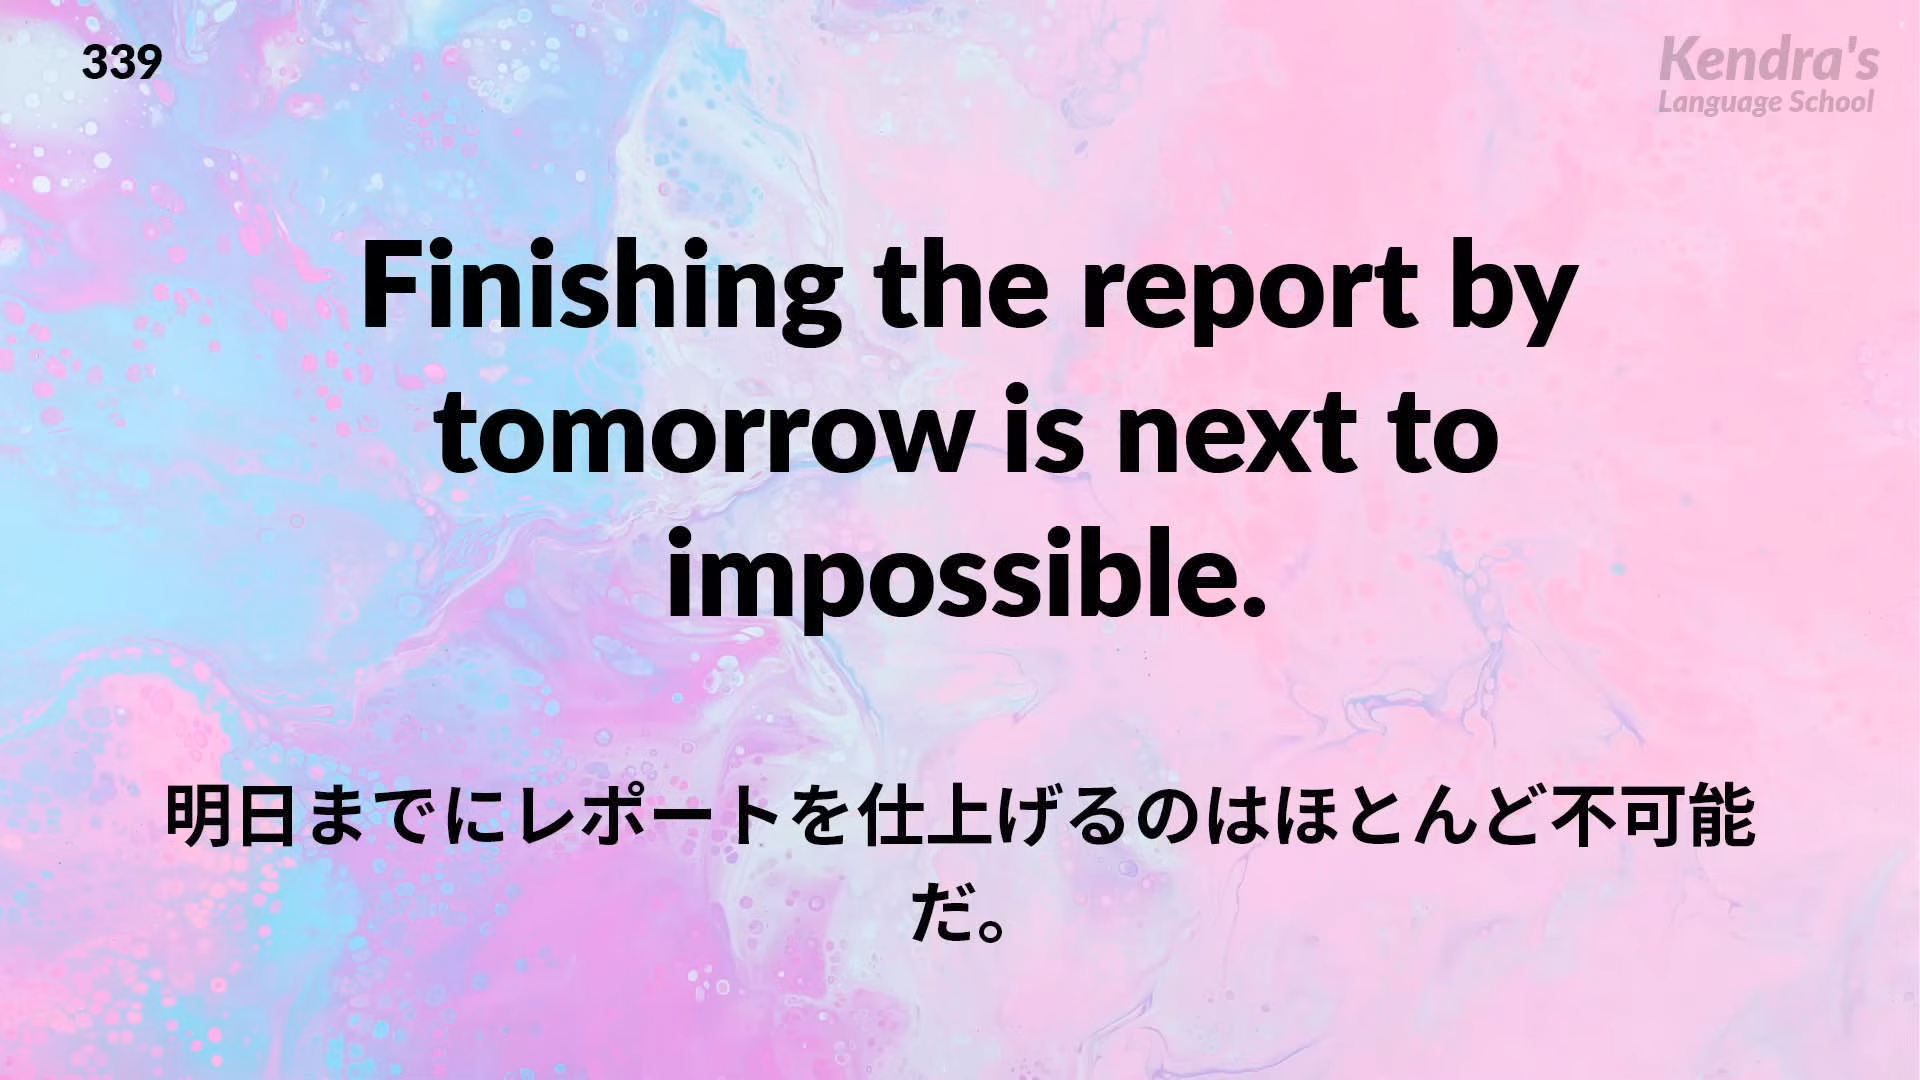 339
Kendra's
Language School
Finishing the report by
tomorrow is next to
impossible.
明日までにレポートを仕上げるのはほとんど不可能
だ。